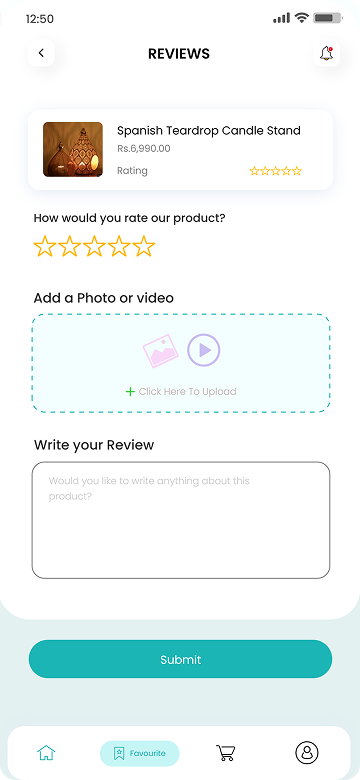 12:50
REVIEWS
Spanish Teardrop Candle Stand
Rs.6,990.00
Rating
How would you rate our product?
Add a Photo or video
+ Click Here To Upload
Write your Review
Would you like to write anything about this
product?
Submit
Favourite